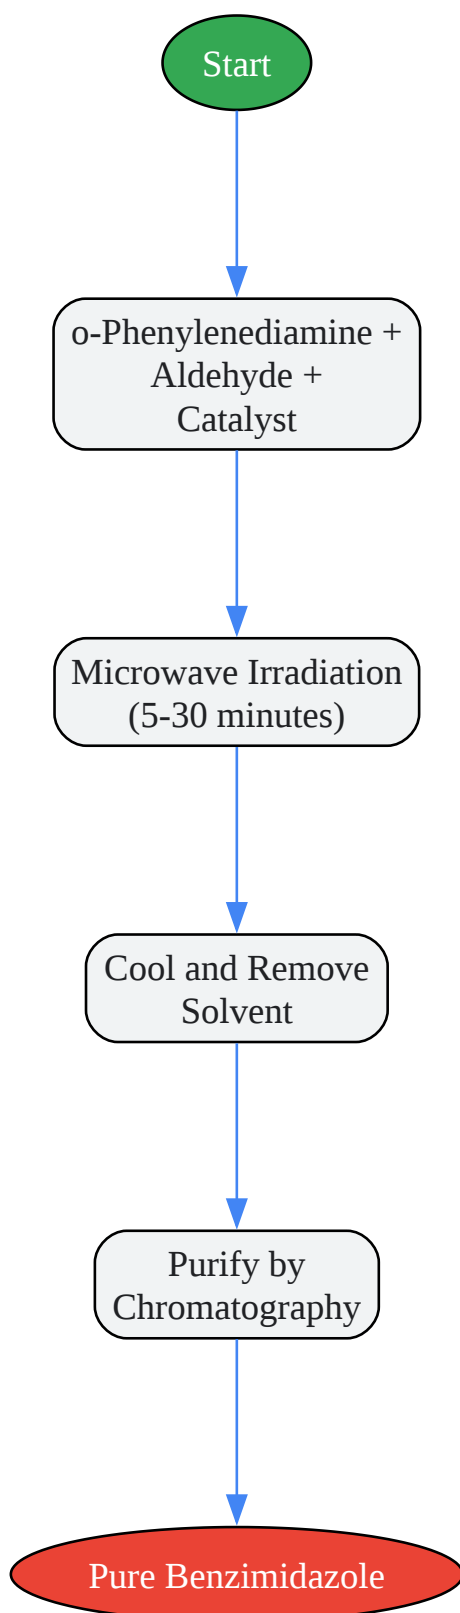 Start
o-Phenylenediamine +
Aldehyde +
Catalyst
Microwave Irradiation
(5-30 minutes)
Cool and Remove
Solvent
Purify by
Chromatography
Pure Benzimidazole